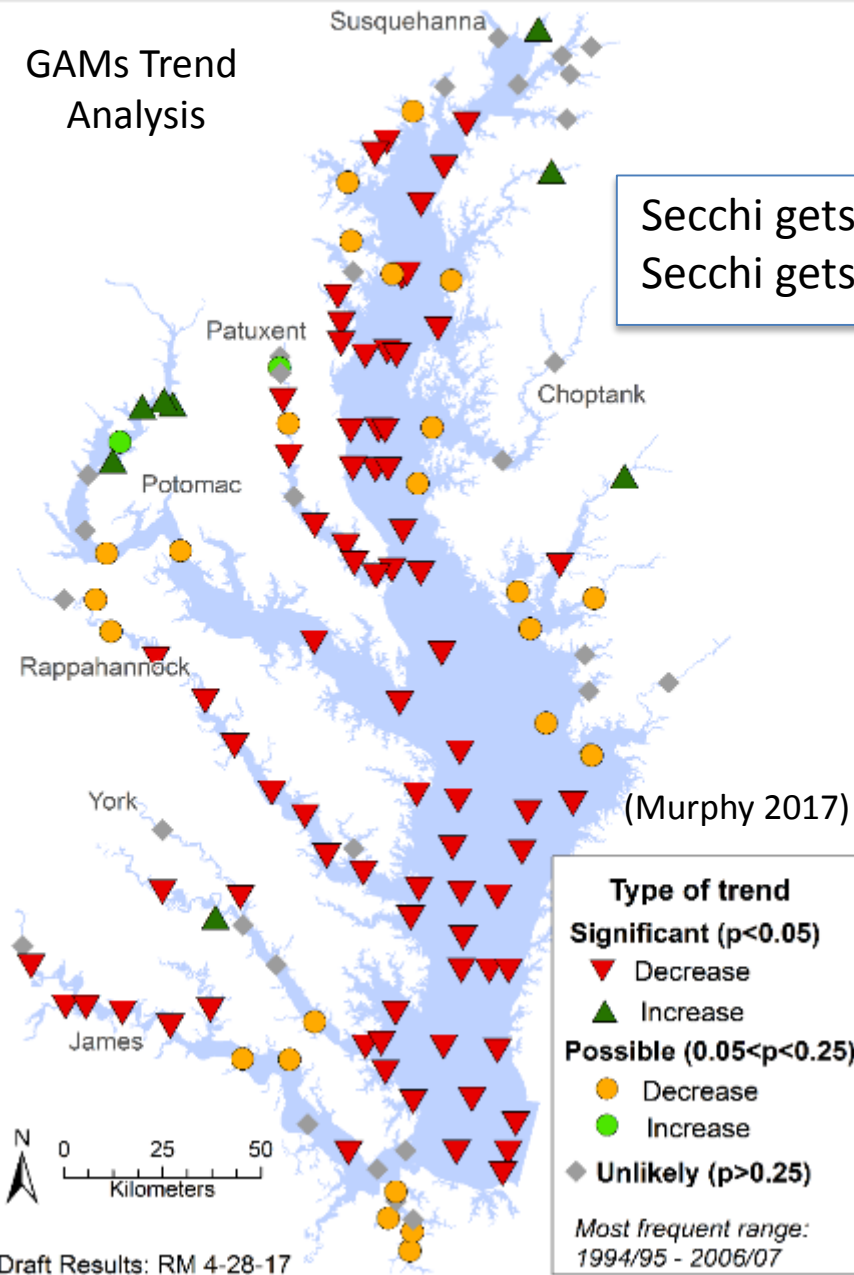 Susquehanna
GAMs Trend
Analysis
Secchi gets
Secchi gets
Patuxent
Choptank
Potomac
Rappahannock
York
(Murphy 2017)
Type of trend
Significant (p<0.05)
Decrease
Increase
James
Possible (0.05<p<0.25)
Decrease
Increase
N
0 25 50
Kilometers
Unlikely (p>0.25)
Most frequent range:
1994/95 - 2006/07
Draft Results: RM 4-28-17